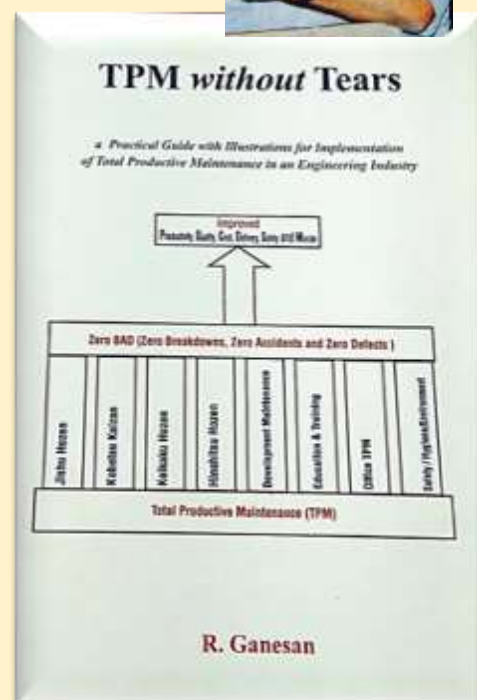 TPM without Tears
a Practical Guide with Illustrations for Implementation
of Total Productive Maintenance in an Engineering Industry
Improved
Productivity, Quality, Cost, Delivery, Safety and Morale
Zero BAD (Zero Breakdowns, Zero Accidents and Zero Defects )
Jishu Hozen
Kobetsu Kaizen
Keikaku Hozen
Hinshitsu Hozen
Development Maintenance
Education & Training
Office TPM
Safety / Hygiene/Environment
Total Productive Maintenance (TPM)
R. Ganesan